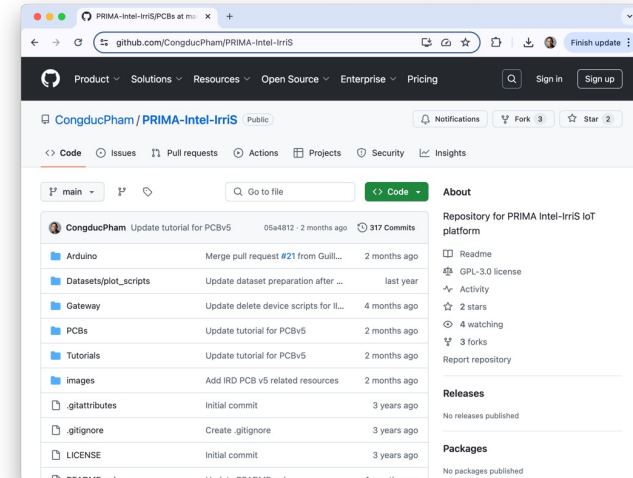 PRIMA-Intel-IrriS/PCBs at ma
github.com/CongducPham/PRIMA-Intel-IrriS
Finish update
Product Solutions Resources Open Source Enterprise Pricing
Sign in Sign up
CongducPham / PRIMA-Intel-IrriS Public
Notifications Fork 3 Star 2
Code Issues Pull requests Actions Projects Security Insights
main Go to file Code
CongducPham Update tutorial for PCBv5 05a4812 · 2 months ago 317 Commits
Arduino Merge pull request #21 from Guill... 2 months ago
Datasets/plot_scripts Update dataset preparation after ... last year
Gateway Update delete device scripts for II... 4 months ago
PCBs Update tutorial for PCBv5 2 months ago
Tutorials Update tutorial for PCBv5 2 months ago
images Add IRD PCB v5 related resources 2 months ago
.gitattributes Initial commit 3 years ago
.gitignore Create .gitignore 3 years ago
LICENSE Initial commit 3 years ago
About
Repository for PRIMA Intel-IrriS IoT
platform
Readme
GPL-3.0 license
Activity
2 stars
4 watching
3 forks
Report repository
Releases
No releases published
Packages
No packages published